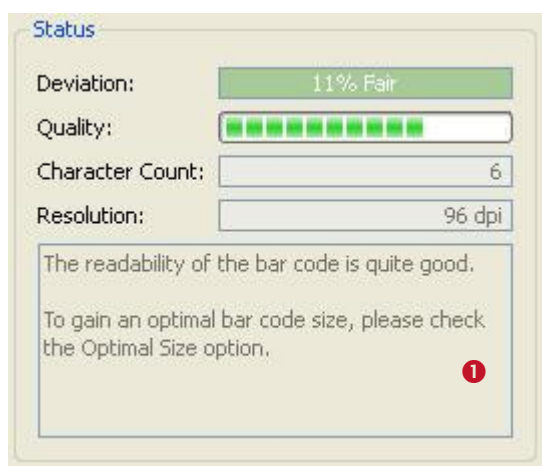 Status
Deviation: 11% Fair
Quality:
Character Count: 6
Resolution: 96 dpi
The readability of the bar code is quite good.
To gain an optimal bar code size, please check
the Optimal Size option.
1